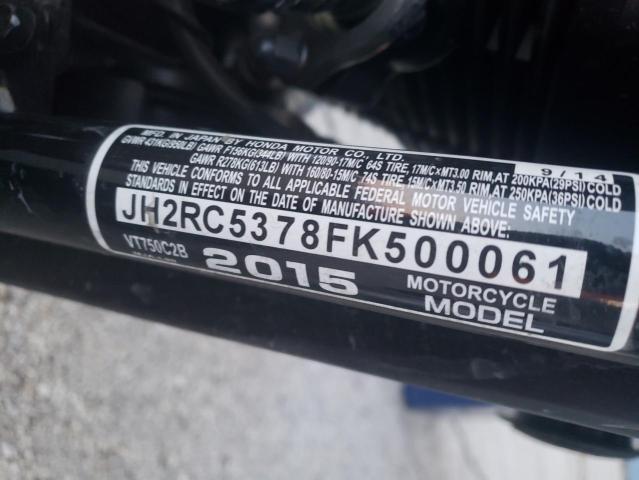 MFD. IN JAPAN BY HONDA MOTOR CO., LTD. 9/14
GVWR 431KG(950LB) GAWR F156KG(344LB) WITH 120/90-17M/C 64S TIRE, 17M/C×MT3.00 RIM, AT 200KPA(29PSI) COLD
GAWR R278KG(613LB) WITH 160/80-15M/C 74S TIRE, 15M/C×MT3.50 RIM, AT 250KPA(36PSI) COLD
THIS VEHICLE CONFORMS TO ALL APPLICABLE FEDERAL MOTOR VEHICLE SAFETY
STANDARDS IN EFFECT ON THE DATE OF MANUFACTURE SHOWN ABOVE:
JH2RC5378FK500061
VT750C2B 2015 MOTORCYCLE
MODEL